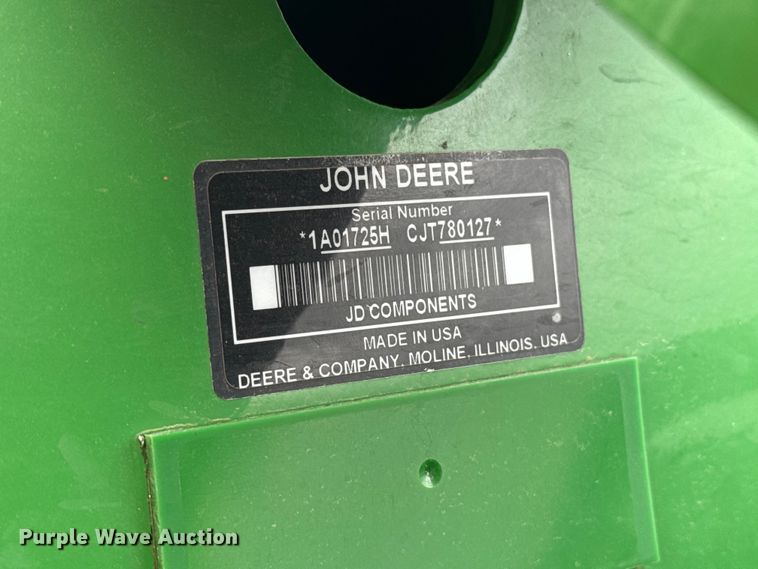 JOHN DEERE
Serial Number
*1A01725H CJT780127*
JD COMPONENTS
MADE IN USA
DEERE & COMPANY, MOLINE, ILLINOIS, USA
Purple Wave Auction